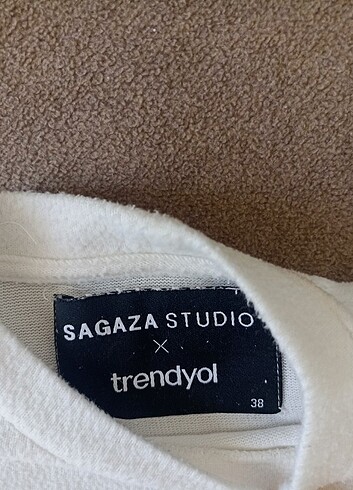 SAGAZA STUDIO
X
trendyol
38